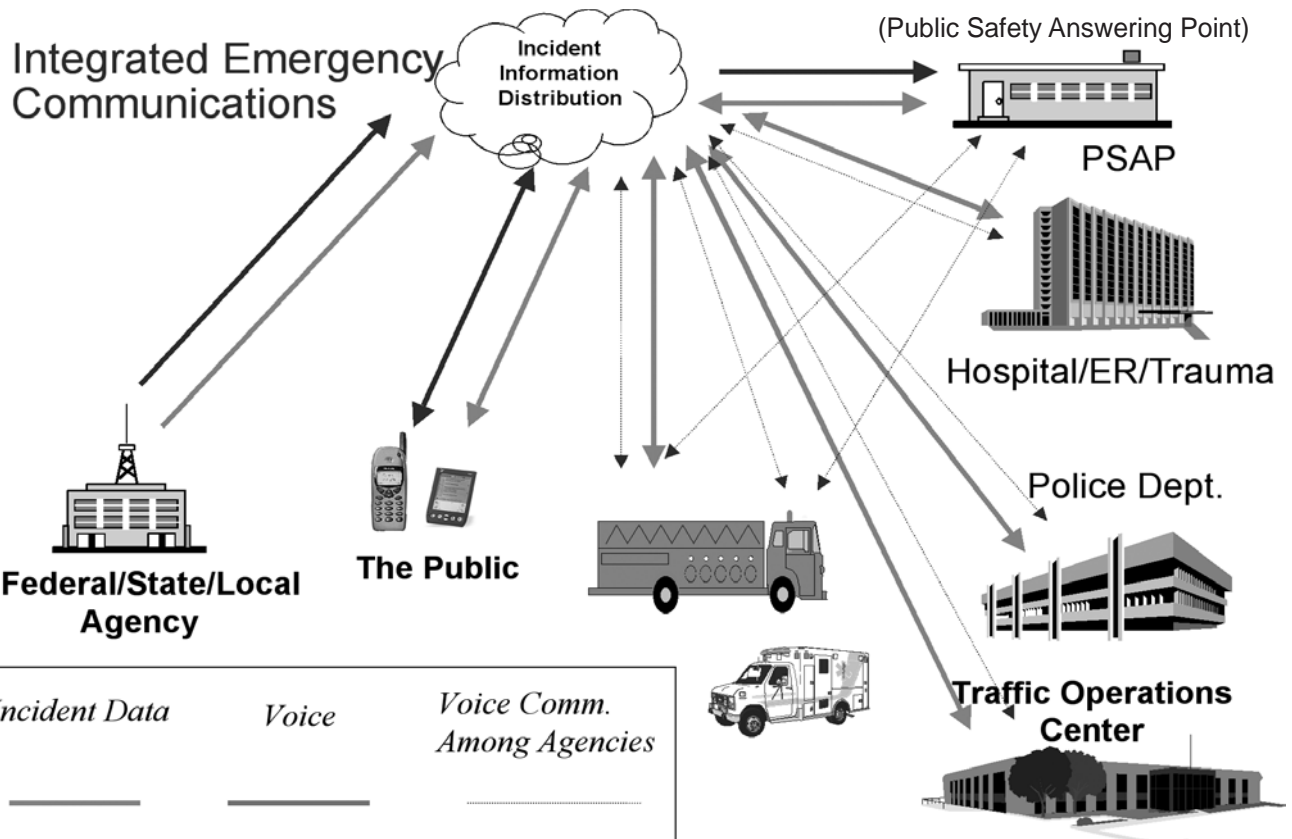 Integrated Emergency
Communications
Incident
Information
Distribution
(Public Safety Answering Point)
PSAP
Hospital/ER/Trauma
Police Dept.
The Public
Federal/State/Local
Agency
Traffic Operations
Center
Incident Data
Voice
Voice Comm.
Among Agencies